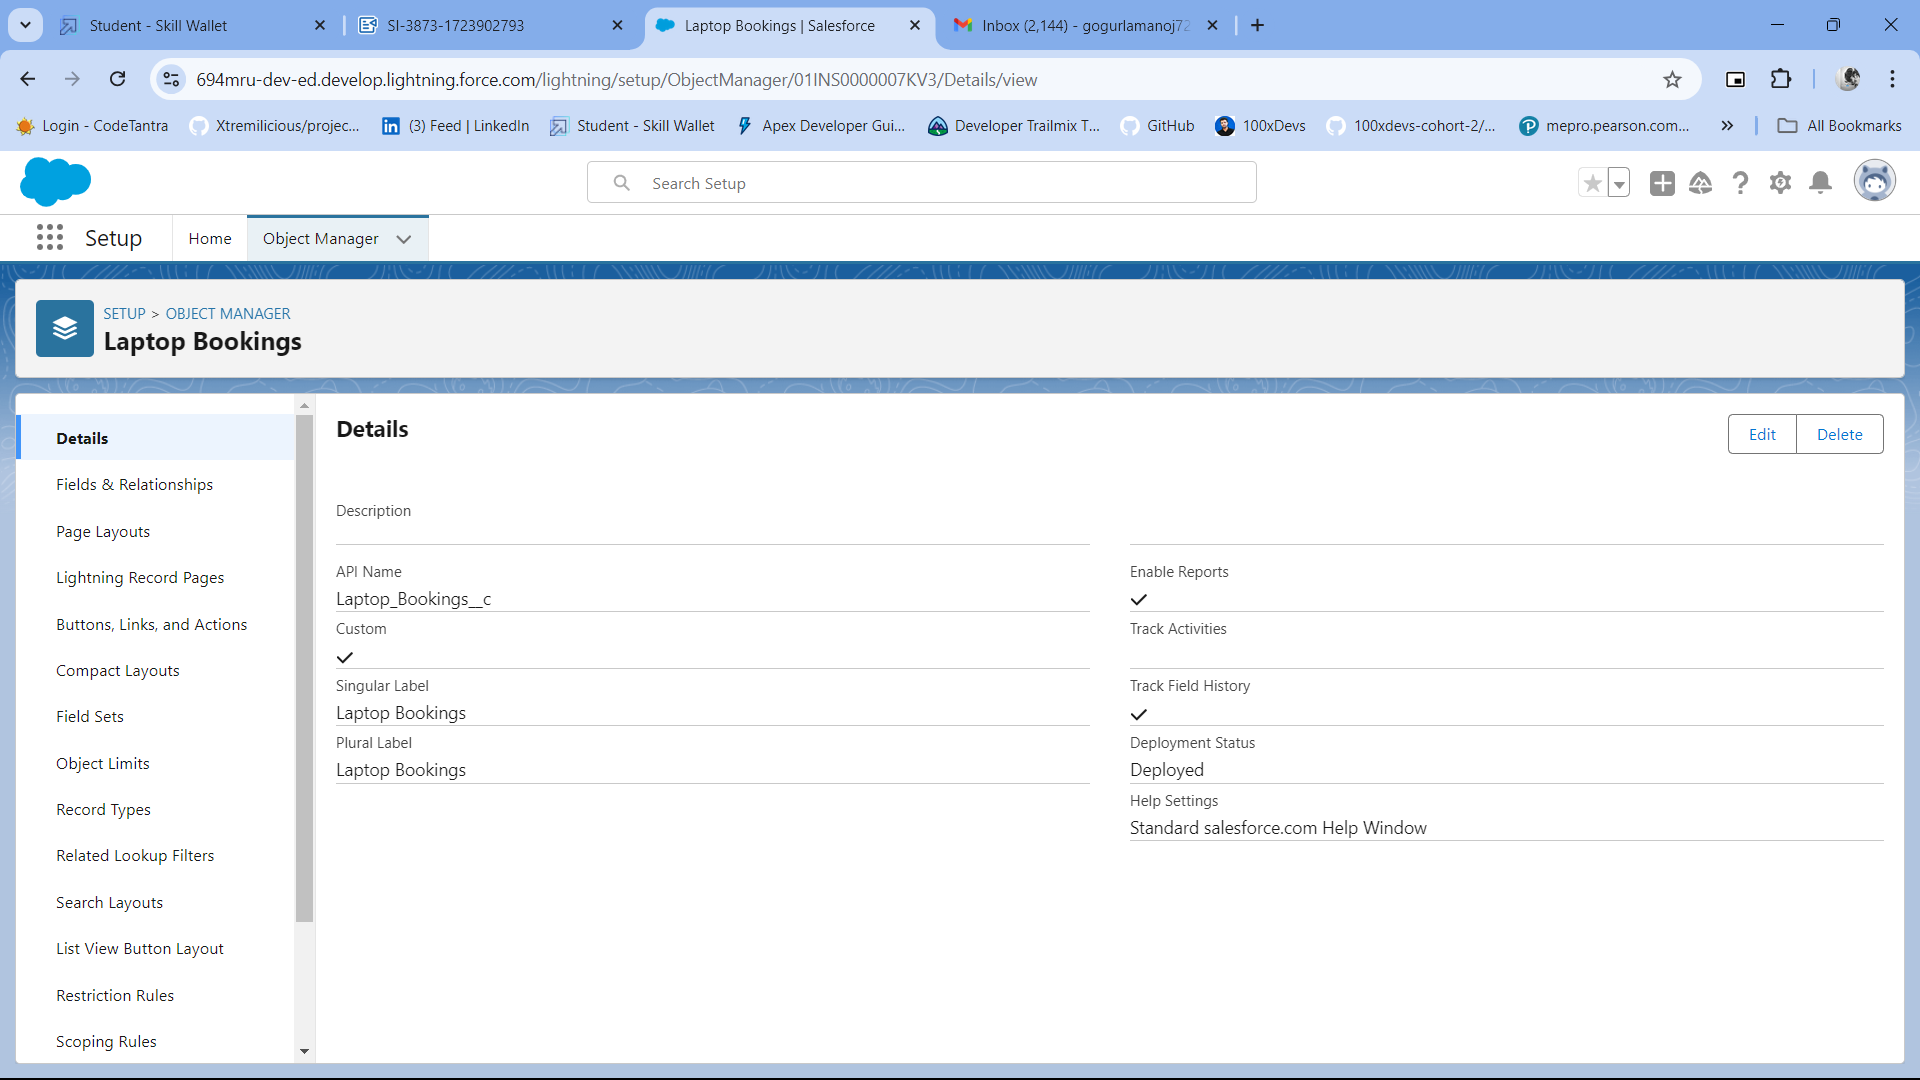 Student - Skill Wallet
SI-3873-1723902793
Laptop Bookings | Salesforce
Inbox (2,144) - gogurlamanoj72
694mru-dev-ed.develop.lightning.force.com/lightning/setup/ObjectManager/01INS0000007KV3/Details/view
Login - CodeTantra
Xtremilicious/projec...
(3) Feed | LinkedIn
Student - Skill Wallet
Apex Developer Gui...
Developer Trailmix T...
GitHub
100xDevs
100xdevs-cohort-2/...
mepro.pearson.com...
All Bookmarks
Search Setup
Setup
Home
Object Manager
SETUP > OBJECT MANAGER
Laptop Bookings
Details
Fields & Relationships
Page Layouts
Lightning Record Pages
Buttons, Links, and Actions
Compact Layouts
Field Sets
Object Limits
Record Types
Related Lookup Filters
Search Layouts
List View Button Layout
Restriction Rules
Scoping Rules
Details
Edit
Delete
Description
API Name
Laptop_Bookings__c
Custom
Singular Label
Laptop Bookings
Plural Label
Laptop Bookings
Enable Reports
Track Activities
Track Field History
Deployment Status
Deployed
Help Settings
Standard salesforce.com Help Window